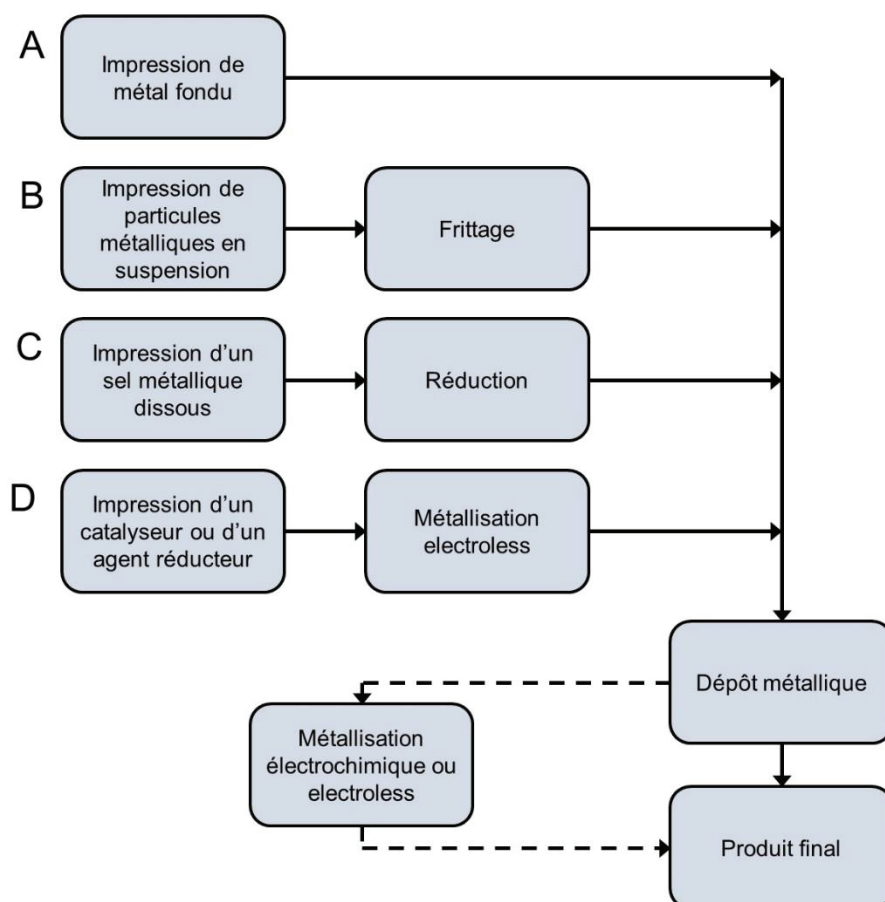 A
Impression de
métal fondu
B
Impression de
particules
métalliques en
suspension
Frittage
C
Impression d’un
sel métallique
dissous
Réduction
D
Impression d’un
catalyseur ou d’un
agent réducteur
Métallisation
electroless
Dépôt métallique
Métallisation
électrochimique ou
electroless
Produit final